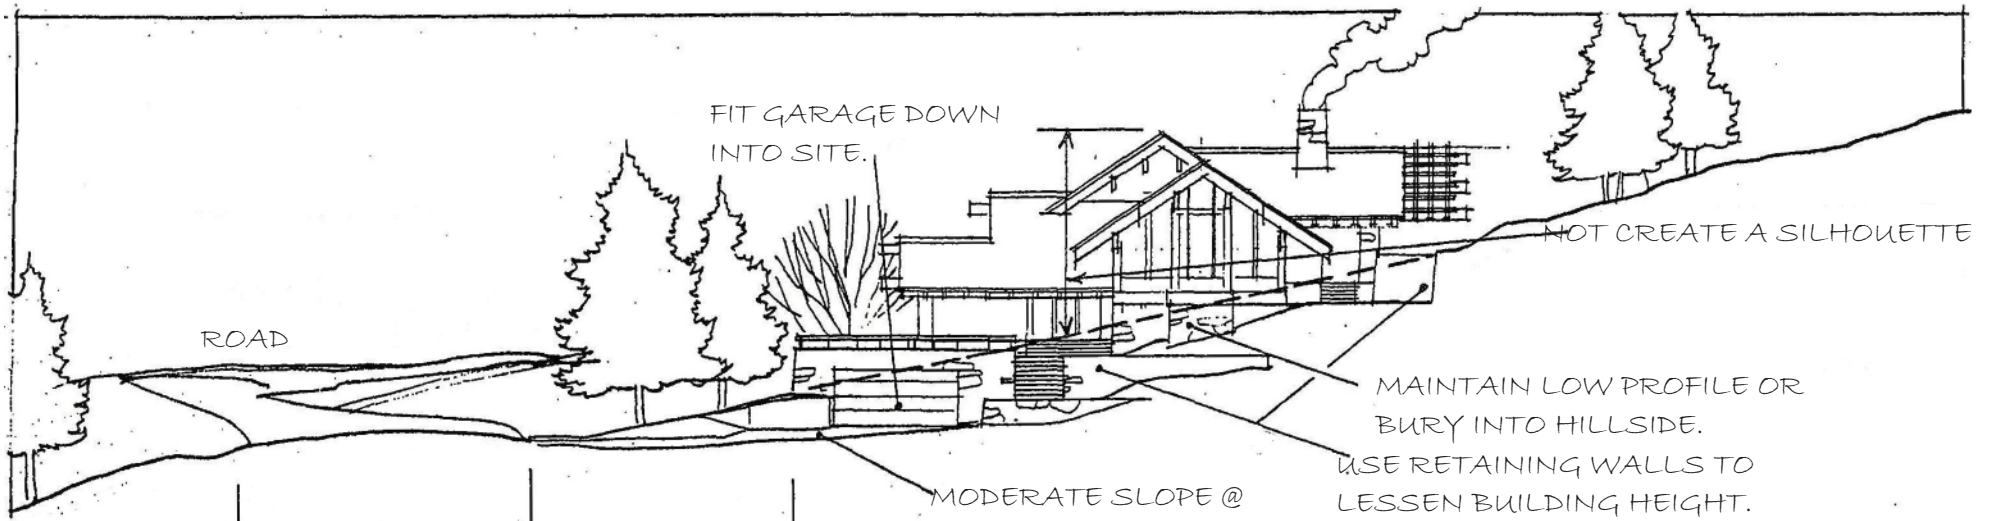 FIT GARAGE DOWN
INTO SITE.
NOT CREATE A SILHOUETTE
ROAD
MAINTAIN LOW PROFILE OR
BURY INTO HILLSIDE.
USE RETAINING WALLS TO
LESSEN BUILDING HEIGHT.
MODERATE SLOPE @